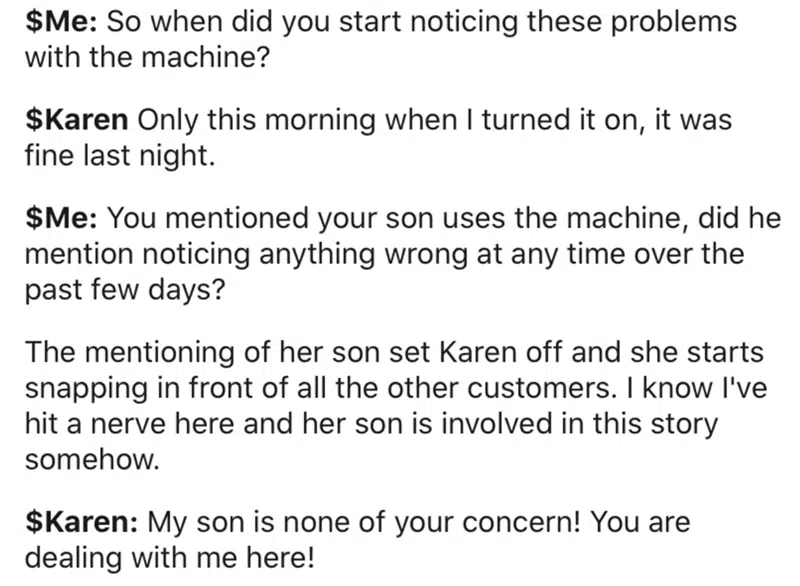 $Me: So when did you start noticing these problems
with the machine?
$Karen Only this morning when I turned it on, it was
fine last night.
$Me: You mentioned your son uses the machine, did he
mention noticing anything wrong at any time over the
past few days?
The mentioning of her son set Karen off and she starts
snapping in front of all the other customers. I know I've
hit a nerve here and her son is involved in this story
somehow.
$Karen: My son is none of your concern! You are
dealing with me here!